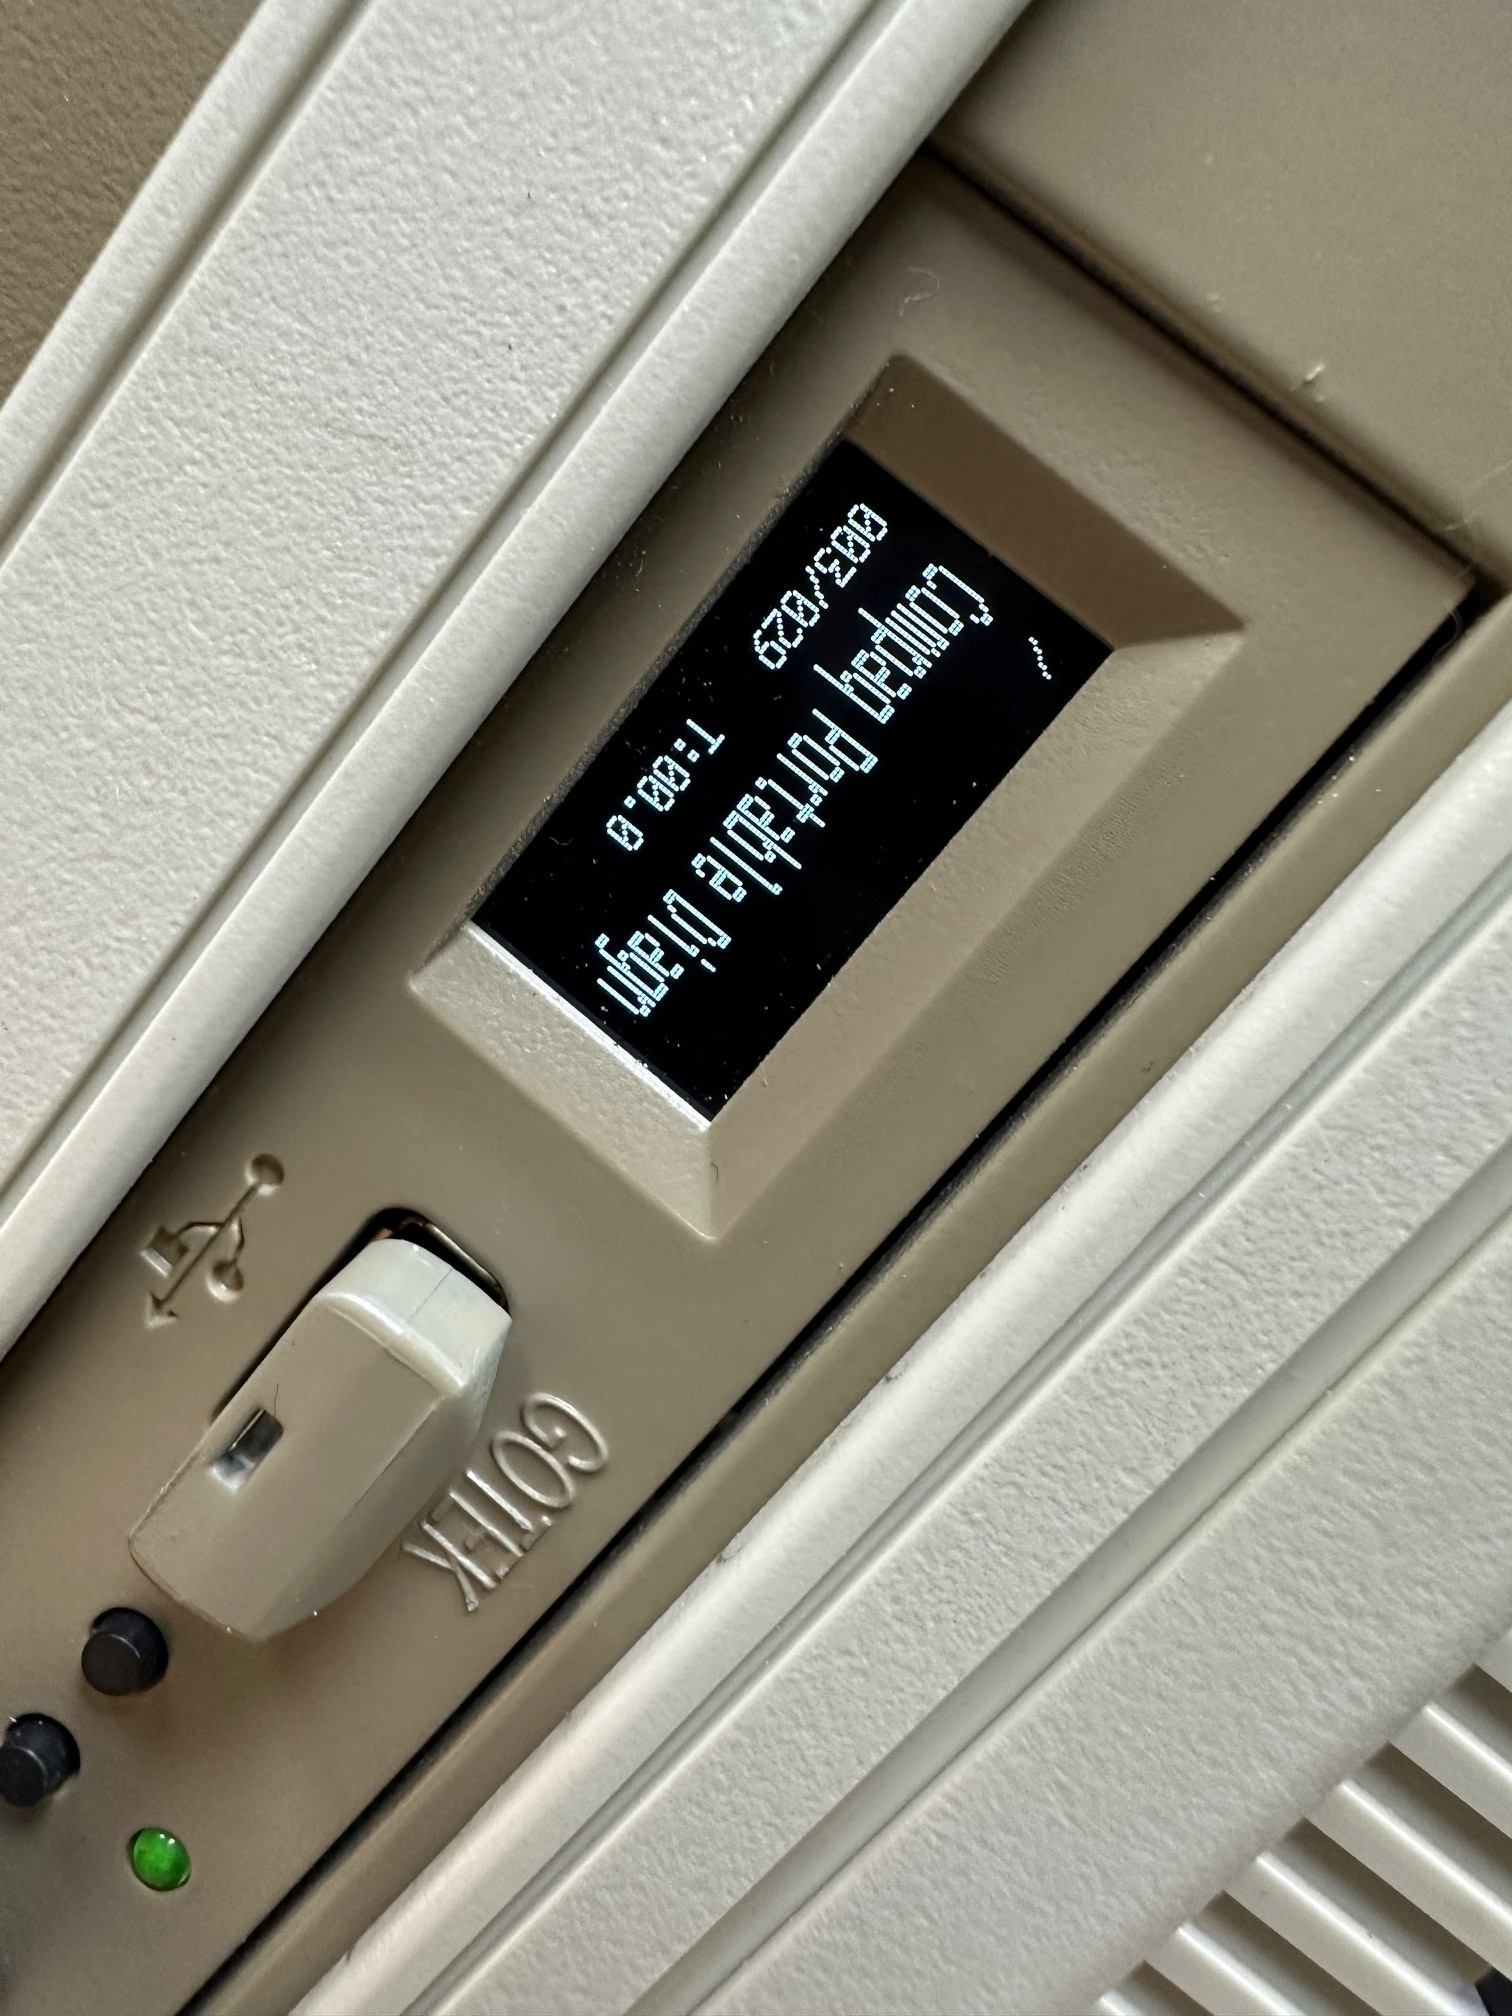 /
Compaq Portable Diagn
003/029 T:00.0
GOTEK